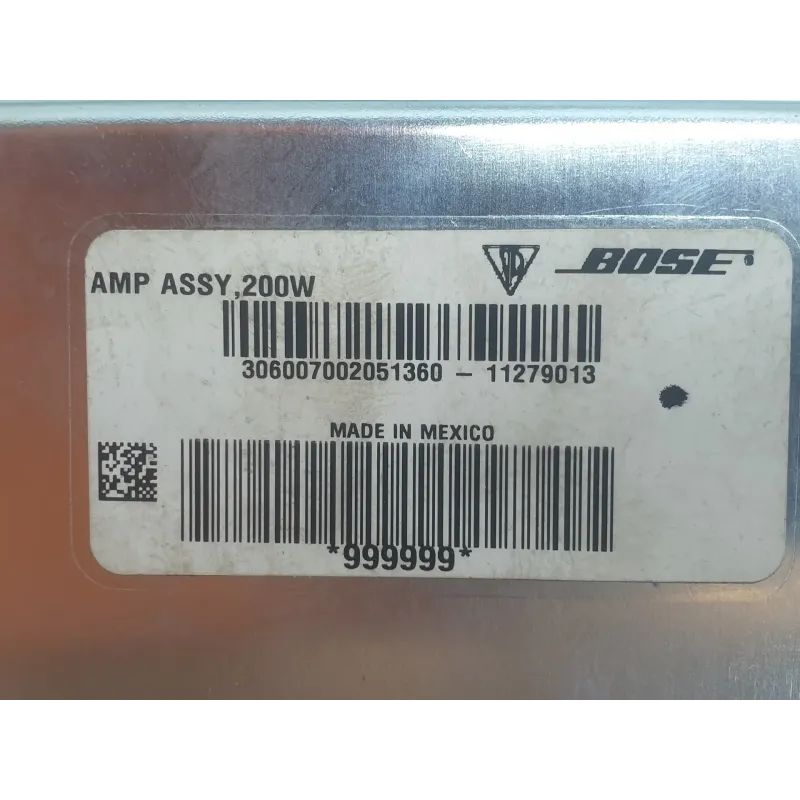 BOSE
AMP ASSY,200W
306007002051360 - 11279013
MADE IN MEXICO
*999999*